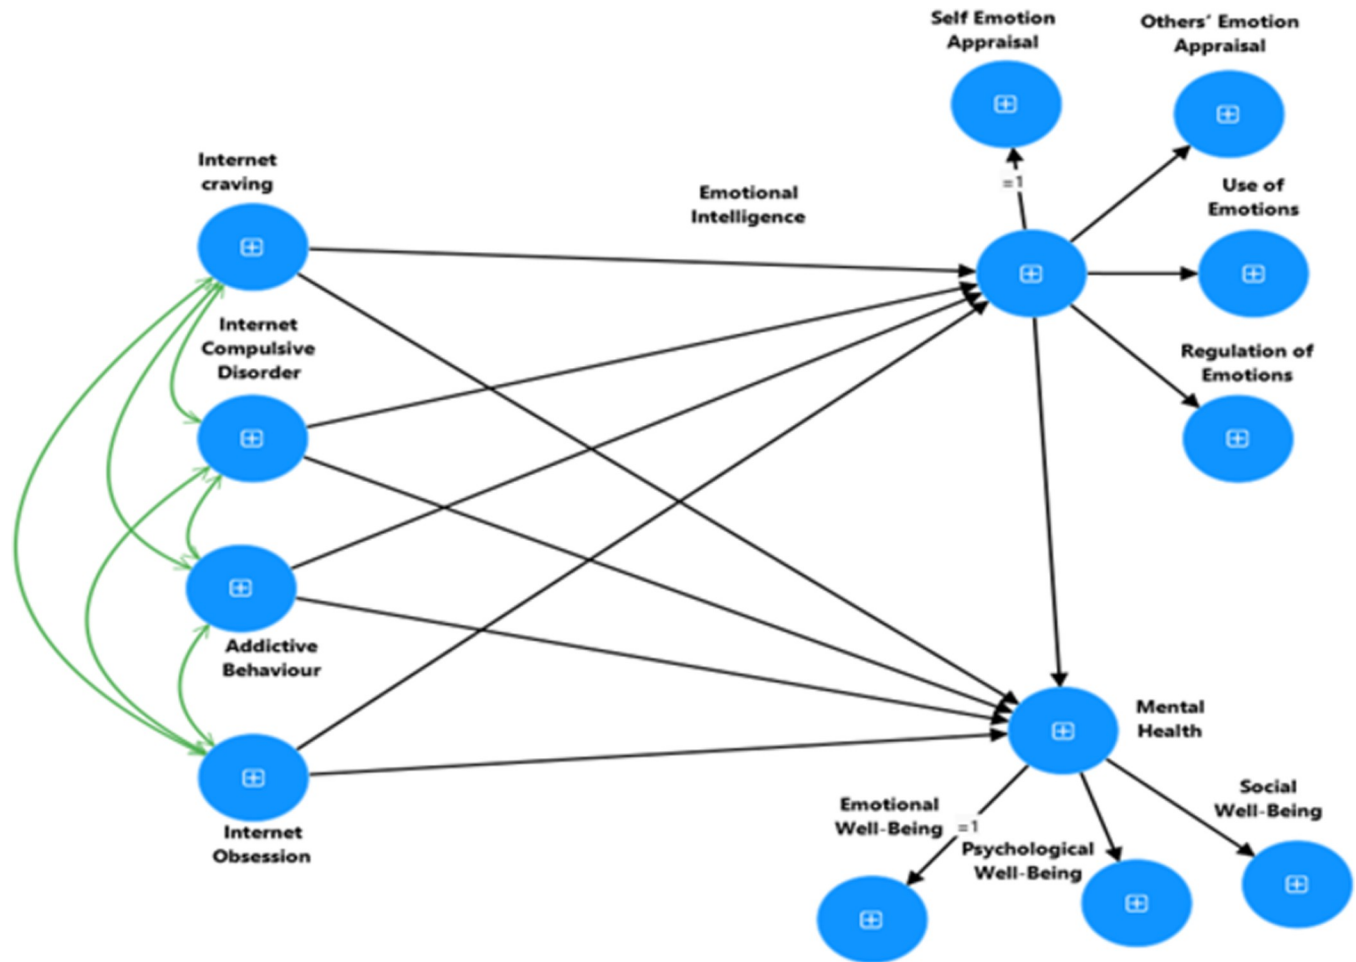 Self Emotion
Appraisal
Others' Emotion
Appraisal
Internet
craving
Emotional
Intelligence
=1
Use of
Emotions
Internet
Compulsive
Disorder
Regulation of
Emotions
Addictive
Behaviour
Mental
Health
Internet
Obsession
Emotional
Well-Being
=1
Psychological
Well-Being
Social
Well-Being